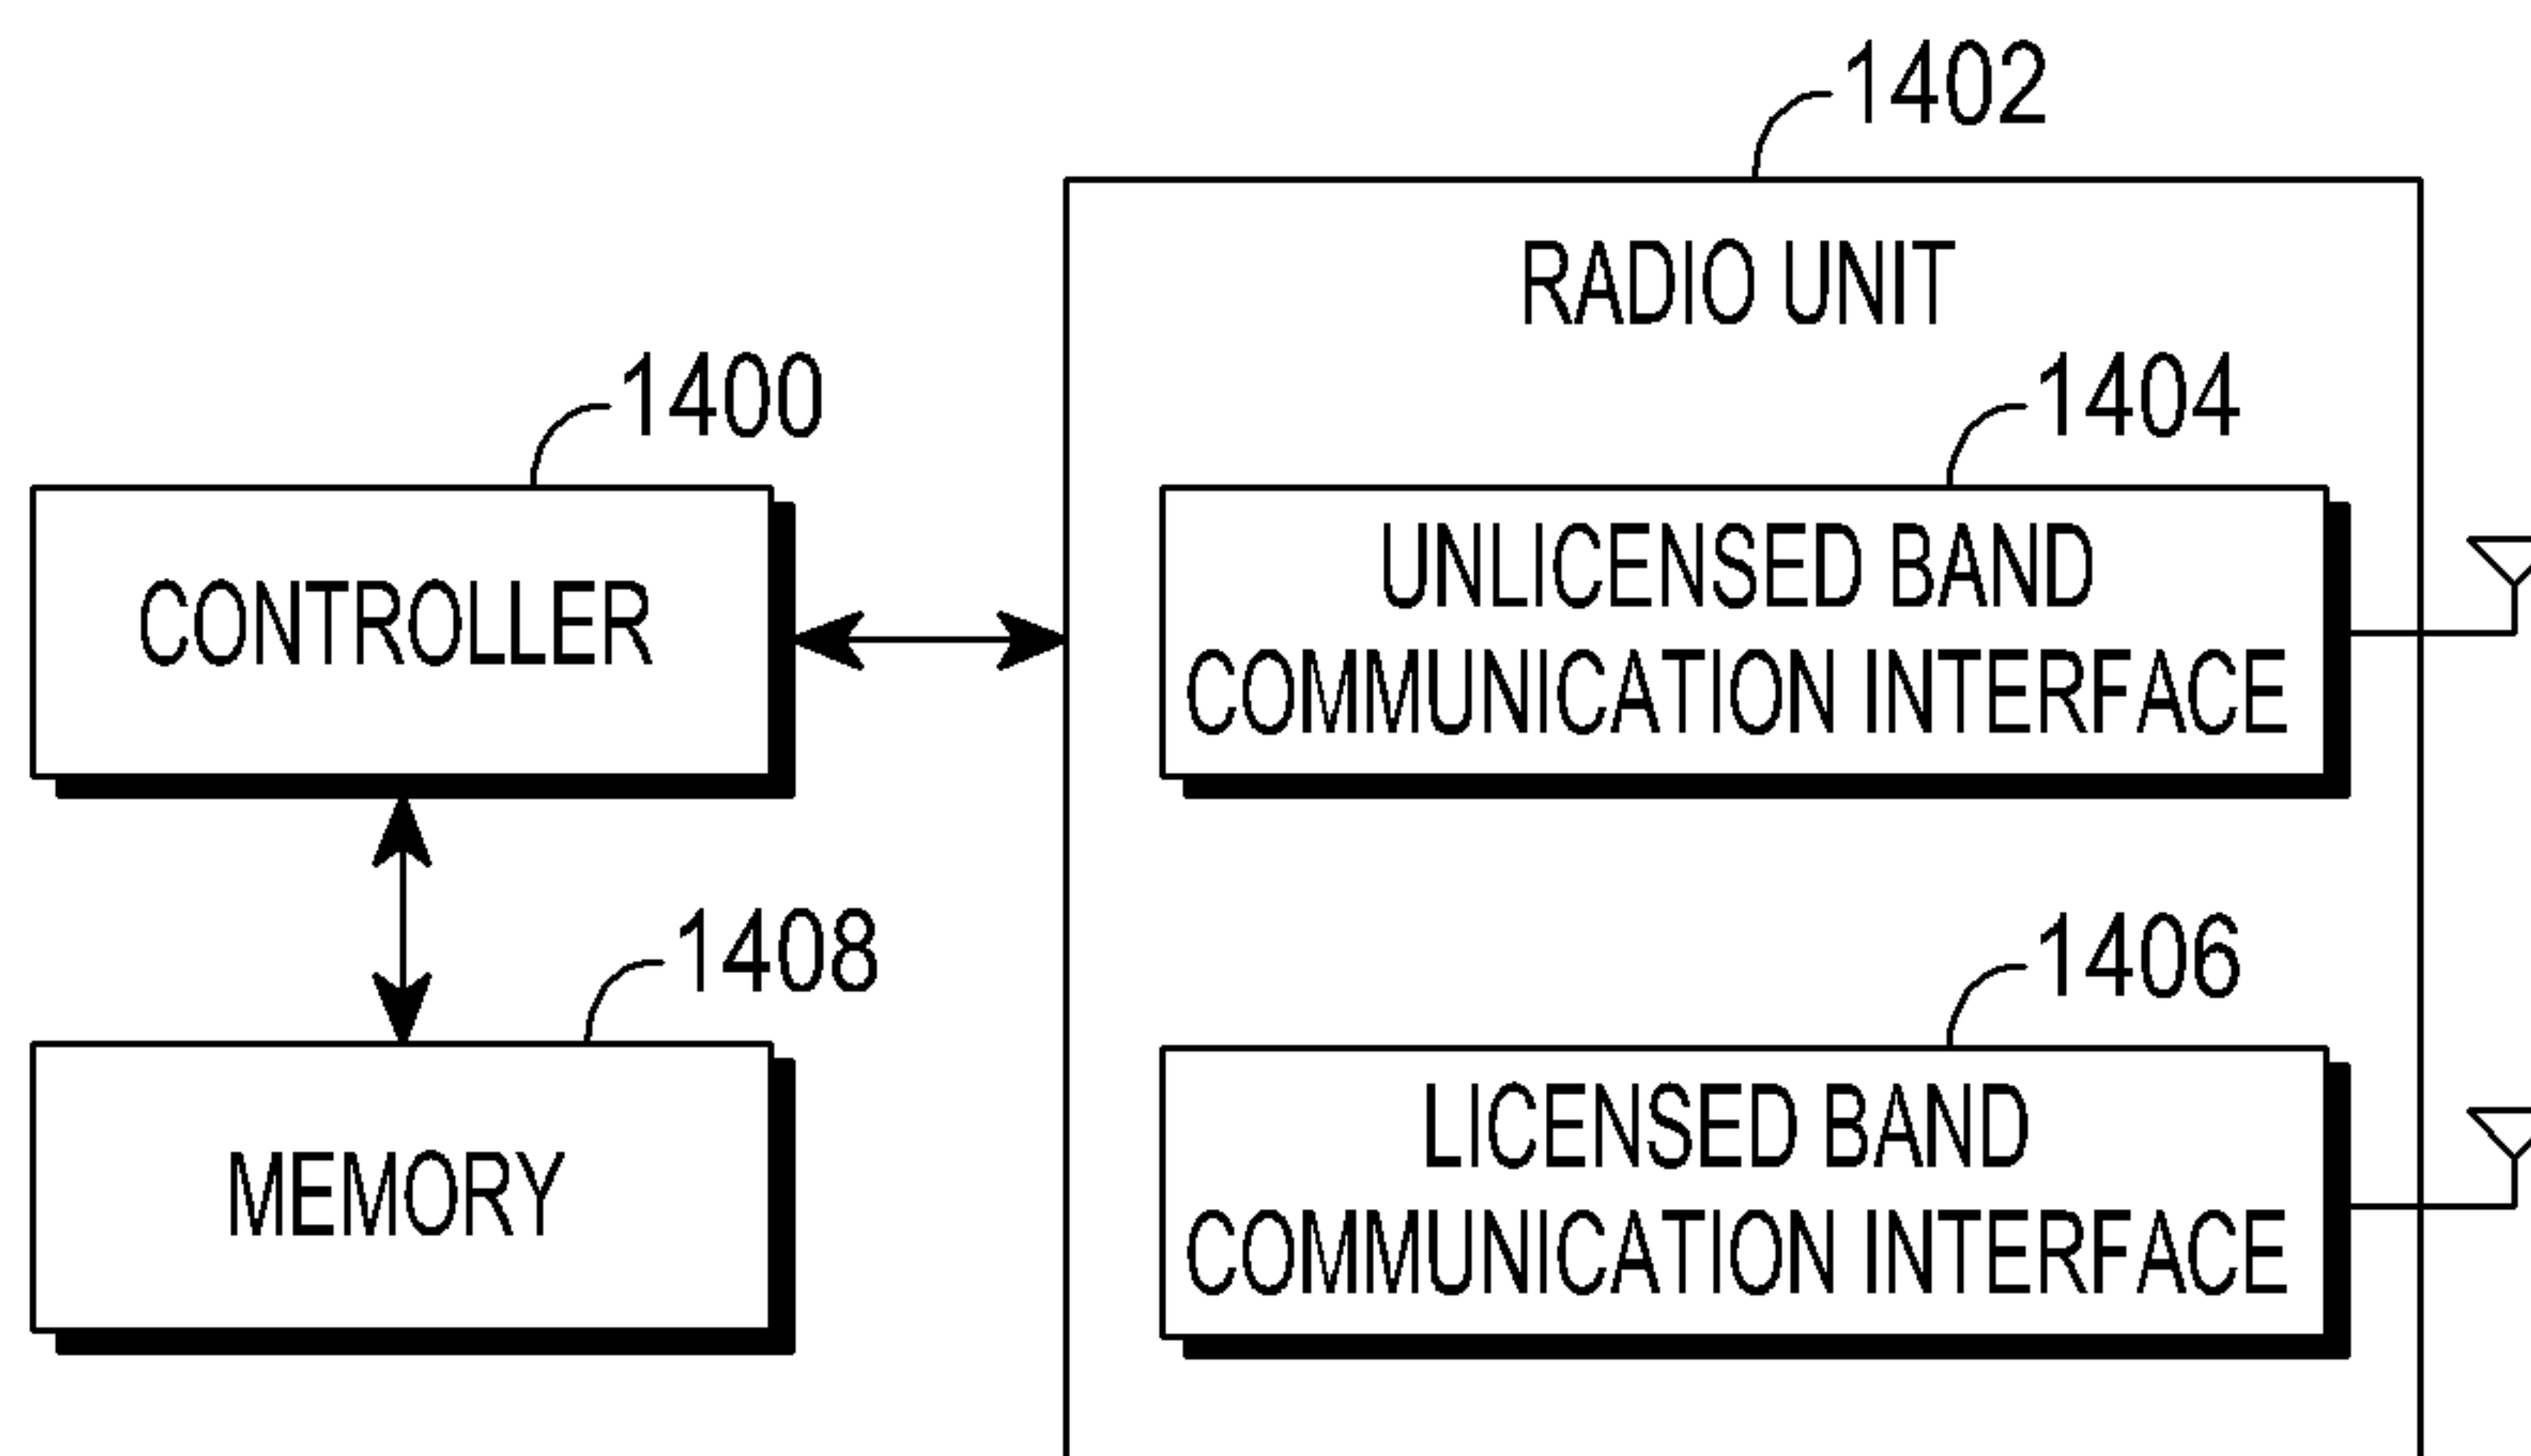 1402
RADIO UNIT
1400
1404
CONTROLLER
UNLICENSED BAND
COMMUNICATION INTERFACE
1408
1406
MEMORY
LICENSED BAND
COMMUNICATION INTERFACE